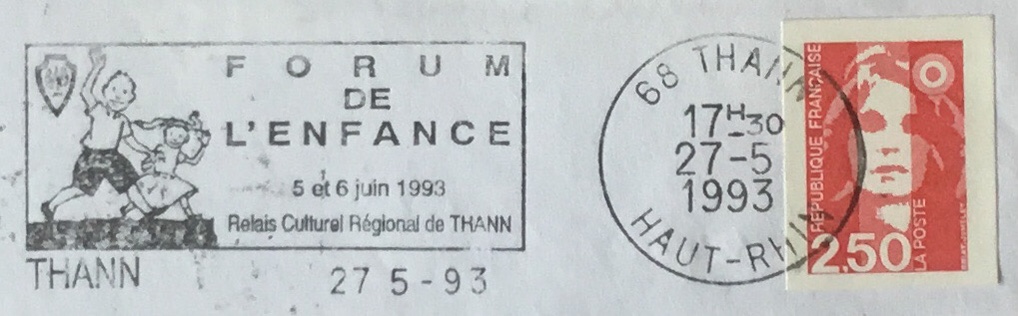 FORUM
DE
L'ENFANCE
5 et 6 juin 1993
Relais Culturel Régional de THANN
THANN 27 5-93
68 THANN
17H30
27-5
1993
HAUT-RHIN
REPUBLIQUE FRANÇAISE
2.50
LA POSTE